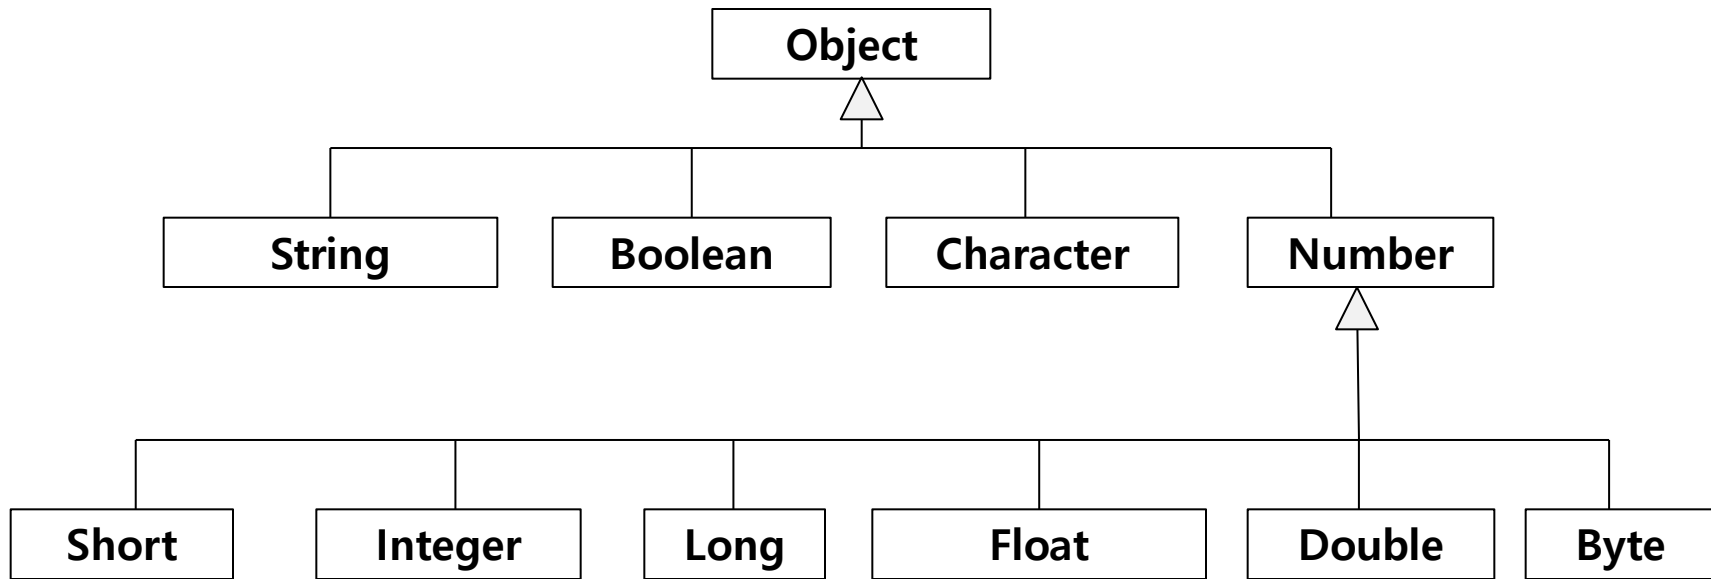 Object
String
Boolean
Character
Number
Short
Integer
Long
Float
Double
Byte